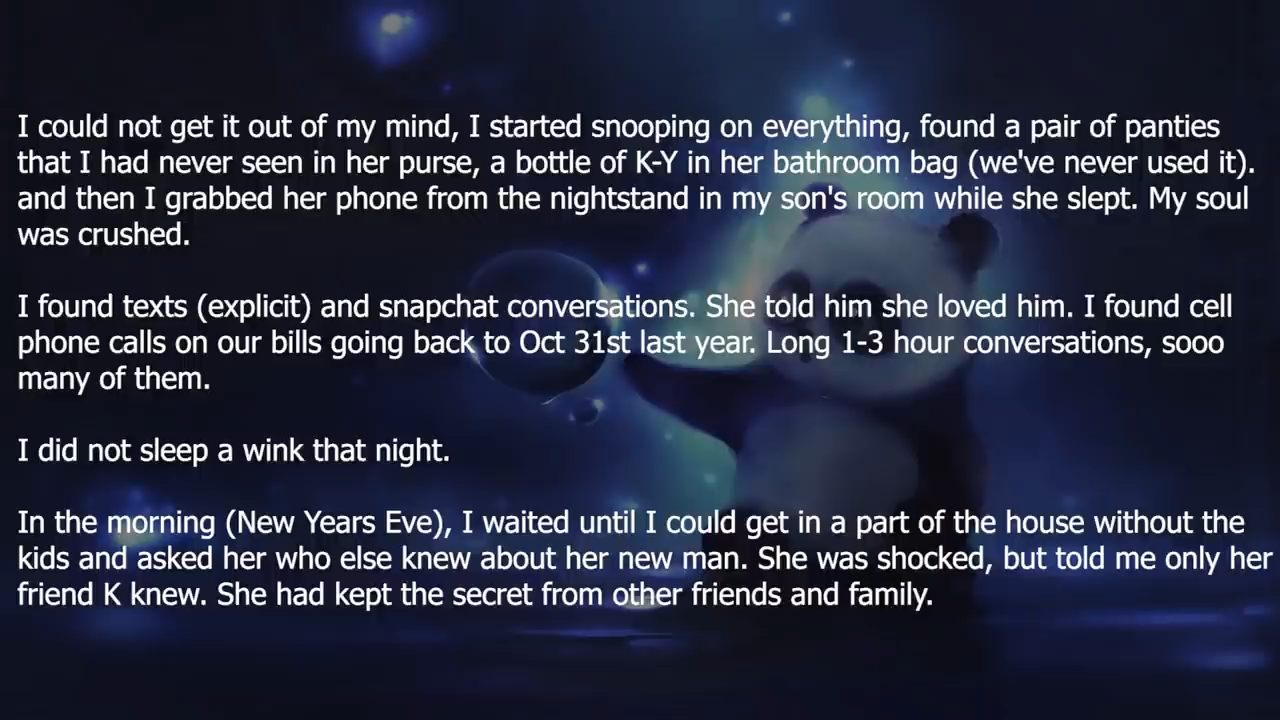 I could not get it out of my mind, I started snooping on everything, found a pair of panties
that I had never seen in her purse, a bottle of K-Y in her bathroom bag (we've never used it).
and then I grabbed her phone from the nightstand in my son's room while she slept. My soul
was crushed.
I found texts (explicit) and snapchat conversations. She told him she loved him. I found cell
phone calls on our bills going back to Oct 31st last year. Long 1-3 hour conversations, sooo
many of them.
I did not sleep a wink that night.
In the morning (New Years Eve), I waited until I could get in a part of the house without the
kids and asked her who else knew about her new man. She was shocked, but told me only her
friend K knew. She had kept the secret from other friends and family.